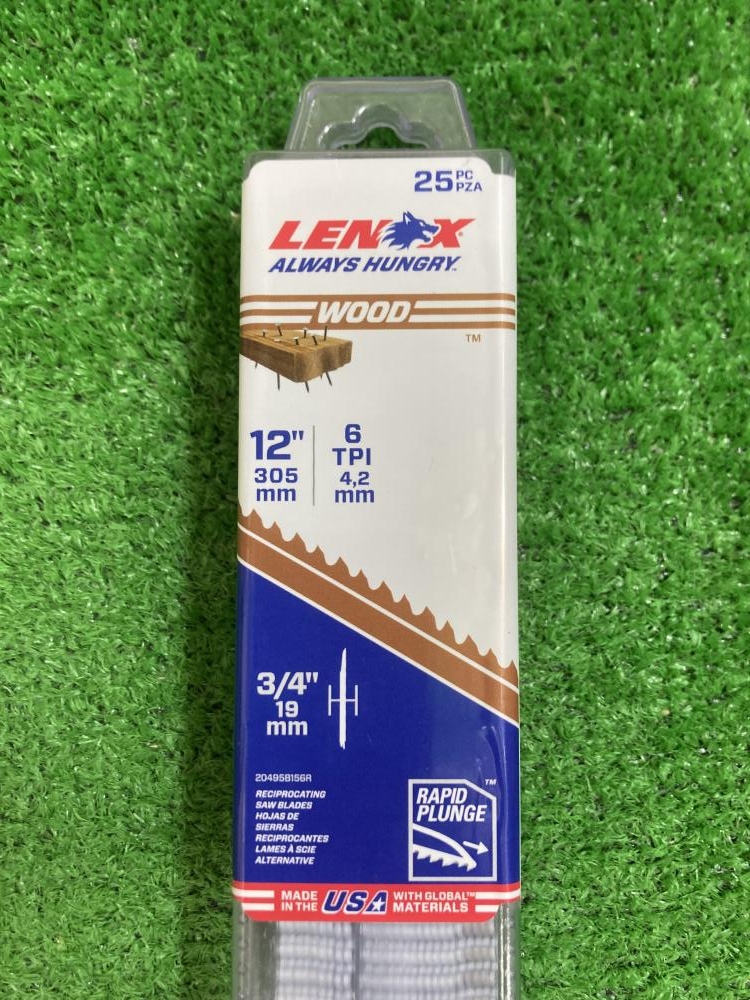 25 PC
PZA
LENOX®
ALWAYS HUNGRY™
WOOD
™
12"
305
mm
6
TPI
4,2
mm
3/4"
19
mm
20495B156R
RECIPROCATING
SAW BLADES
HOJAS DE
SIERRAS
RECIPROCANTES
LAMES À SCIE
ALTERNATIVE
RAPID
PLUNGE
™
MADE
IN THE
USA
WITH GLOBAL™
MATERIALS